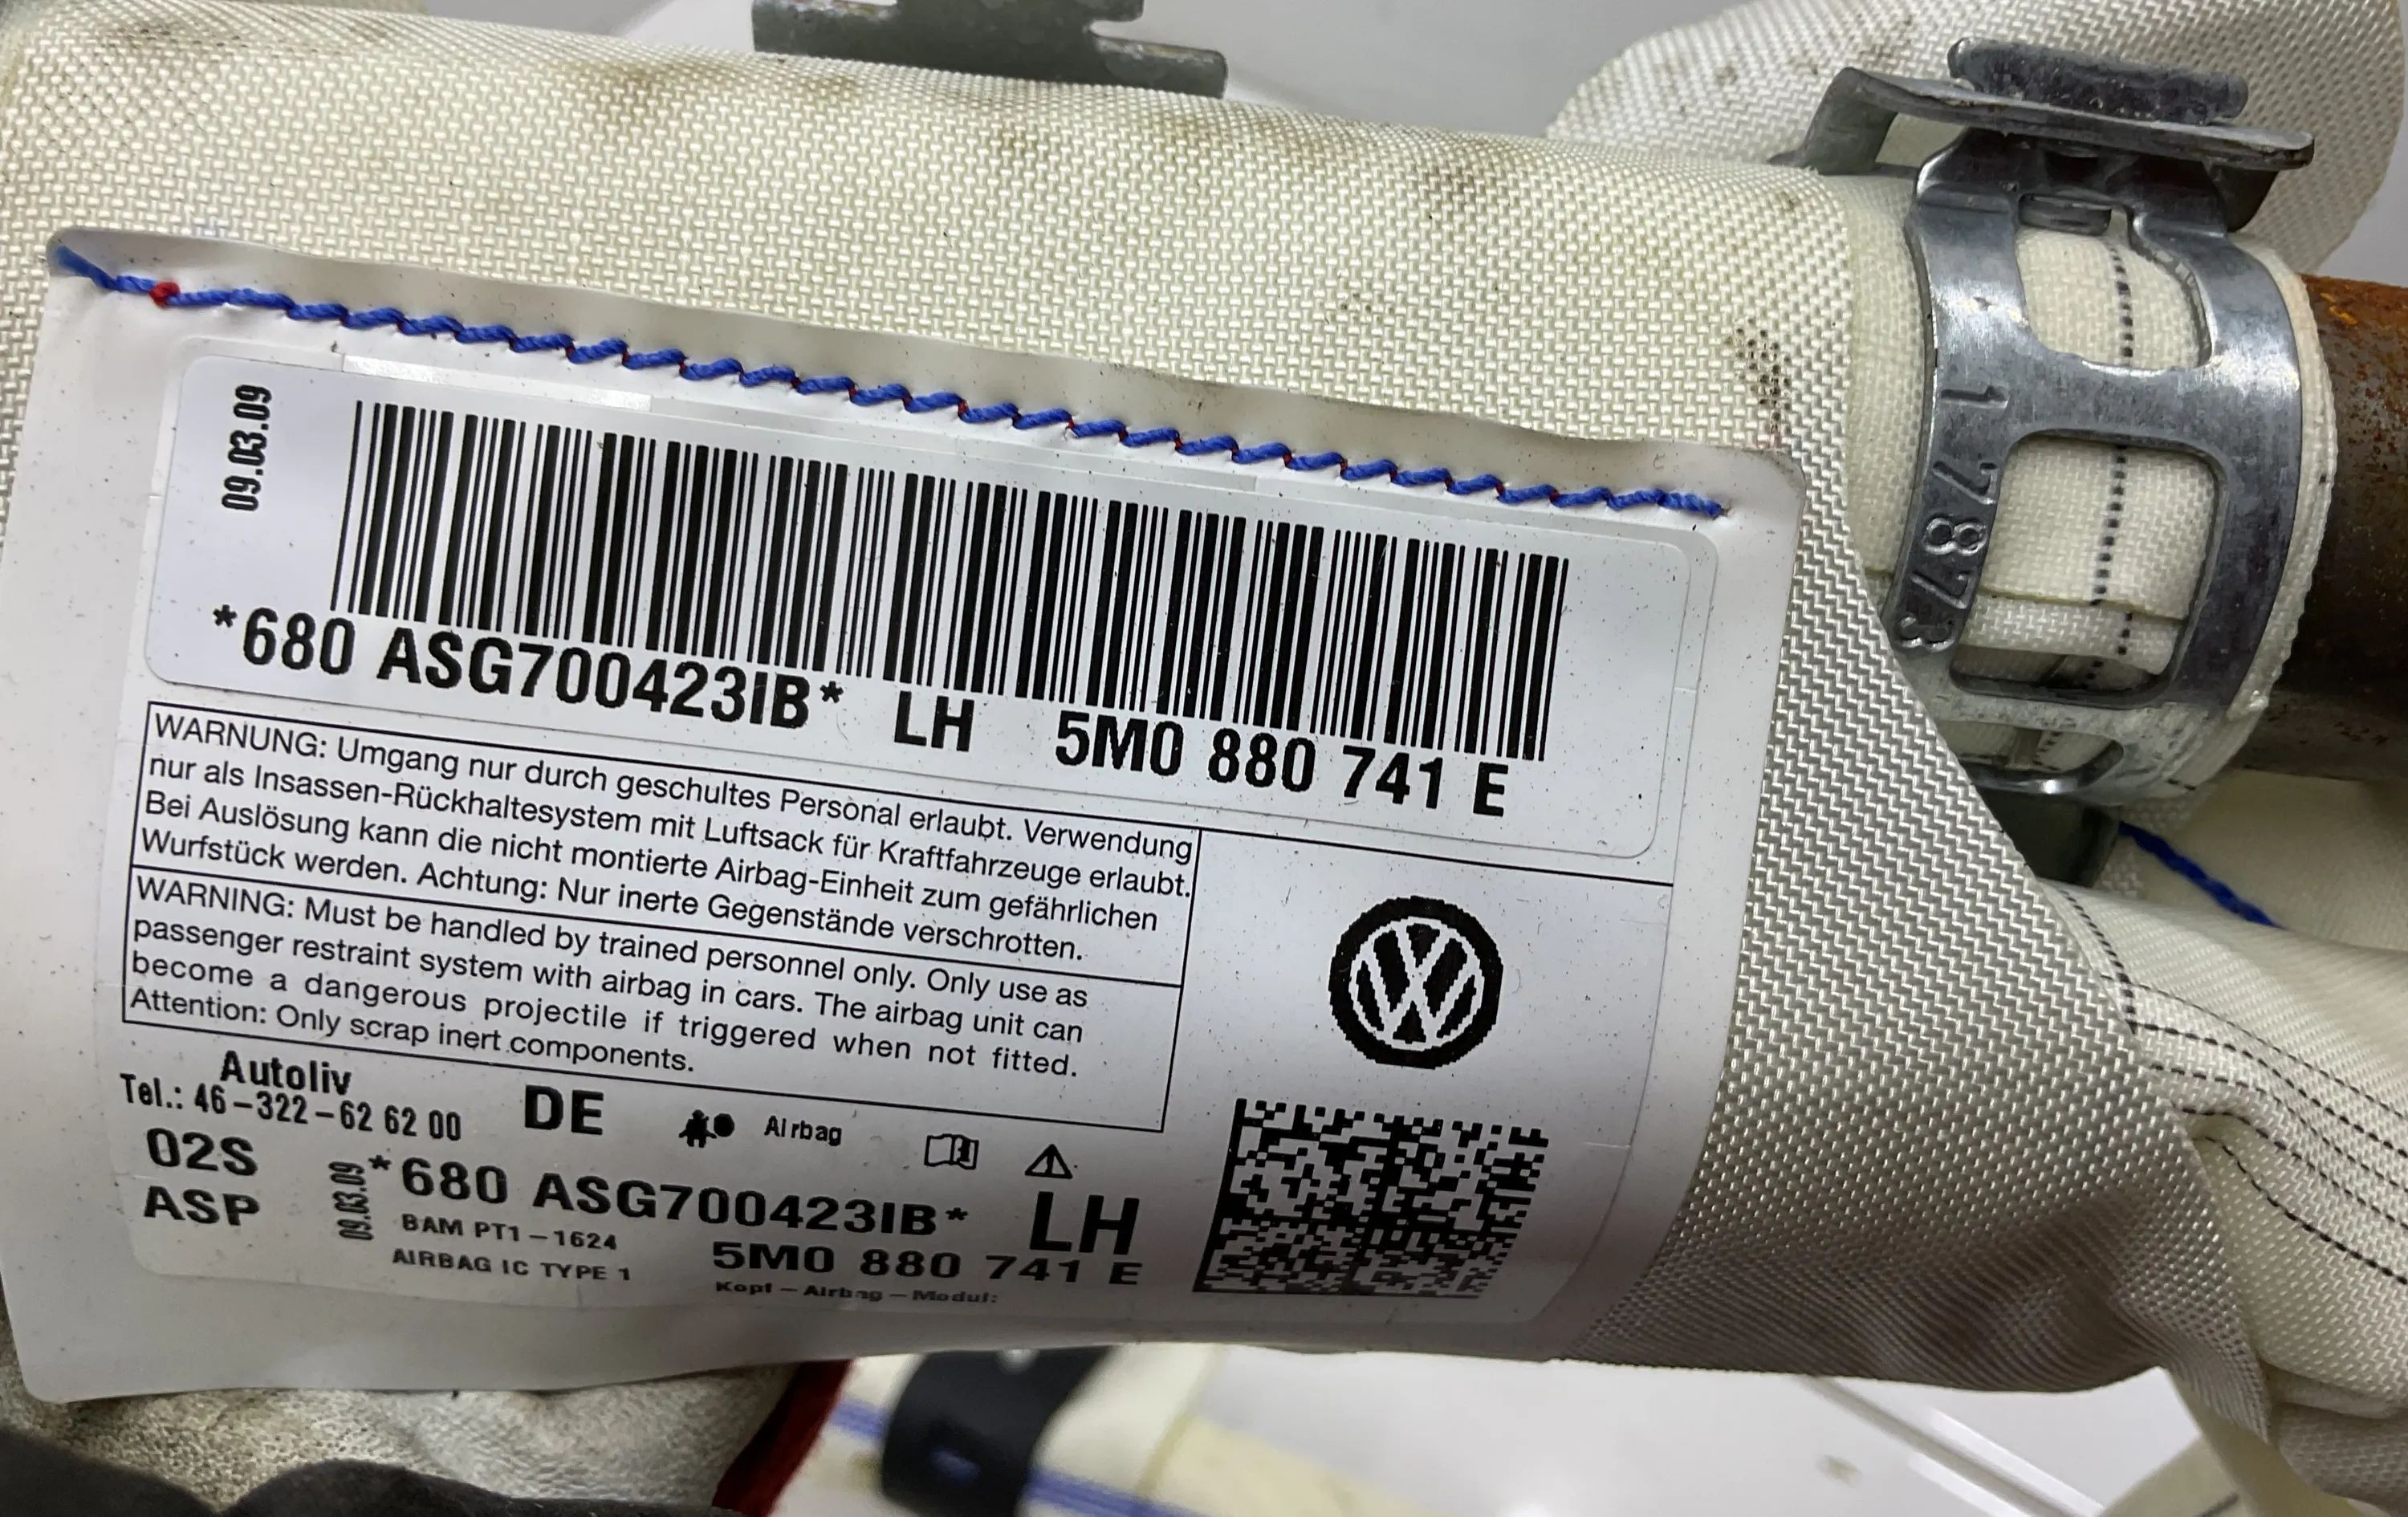 09.03.09
*680 ASG700423IB* LH 5M0 880 741 E
WARNUNG: Umgang nur durch geschultes Personal erlaubt. Verwendung
nur als Insassen-Rückhaltesystem mit Luftsack für Kraftfahrzeuge erlaubt.
Bei Auslösung kann die nicht montierte Airbag-Einheit zum gefährlichen
Wurfstück werden. Achtung: Nur inerte Gegenstände verschrotten.
WARNING: Must be handled by trained personnel only. Only use as
passenger restraint system with airbag in cars. The airbag unit can
become a dangerous projectile if triggered when not fitted.
Attention: Only scrap inert components.
Autoliv
Tel.: 46-322-62 62 00
DE
Airbag
02S
ASP
09.03.09
*680 ASG700423IB* LH
BAM PT1-1624
AIRBAG IC TYPE 1
5M0 880 741 E
Kopf-Airbag-Modul:
17873